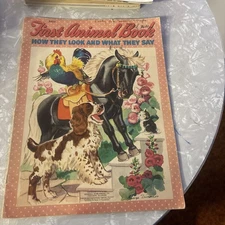 First Animal Book
HOW THEY LOOK AND WHAT THEY SAY